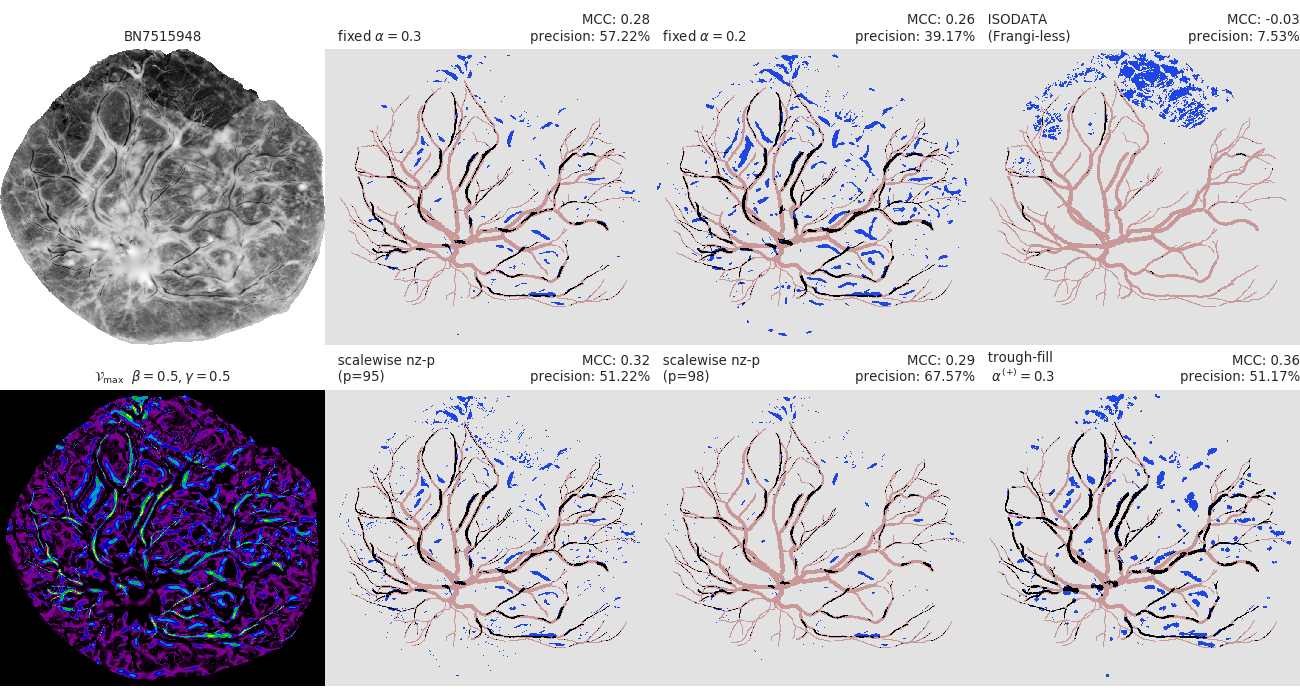 BN7515948
fixed α = 0.3
MCC: 0.28
precision: 57.22%
fixed α = 0.2
MCC: 0.26
precision: 39.17%
ISODATA
(Frangi-less)
MCC: -0.03
precision: 7.53%
𝒱max β = 0.5, γ = 0.5
scalewise nz-p
(p=95)
MCC: 0.32
precision: 51.22%
scalewise nz-p
(p=98)
MCC: 0.29
precision: 67.57%
trough-fill
α(+) = 0.3
MCC: 0.36
precision: 51.17%